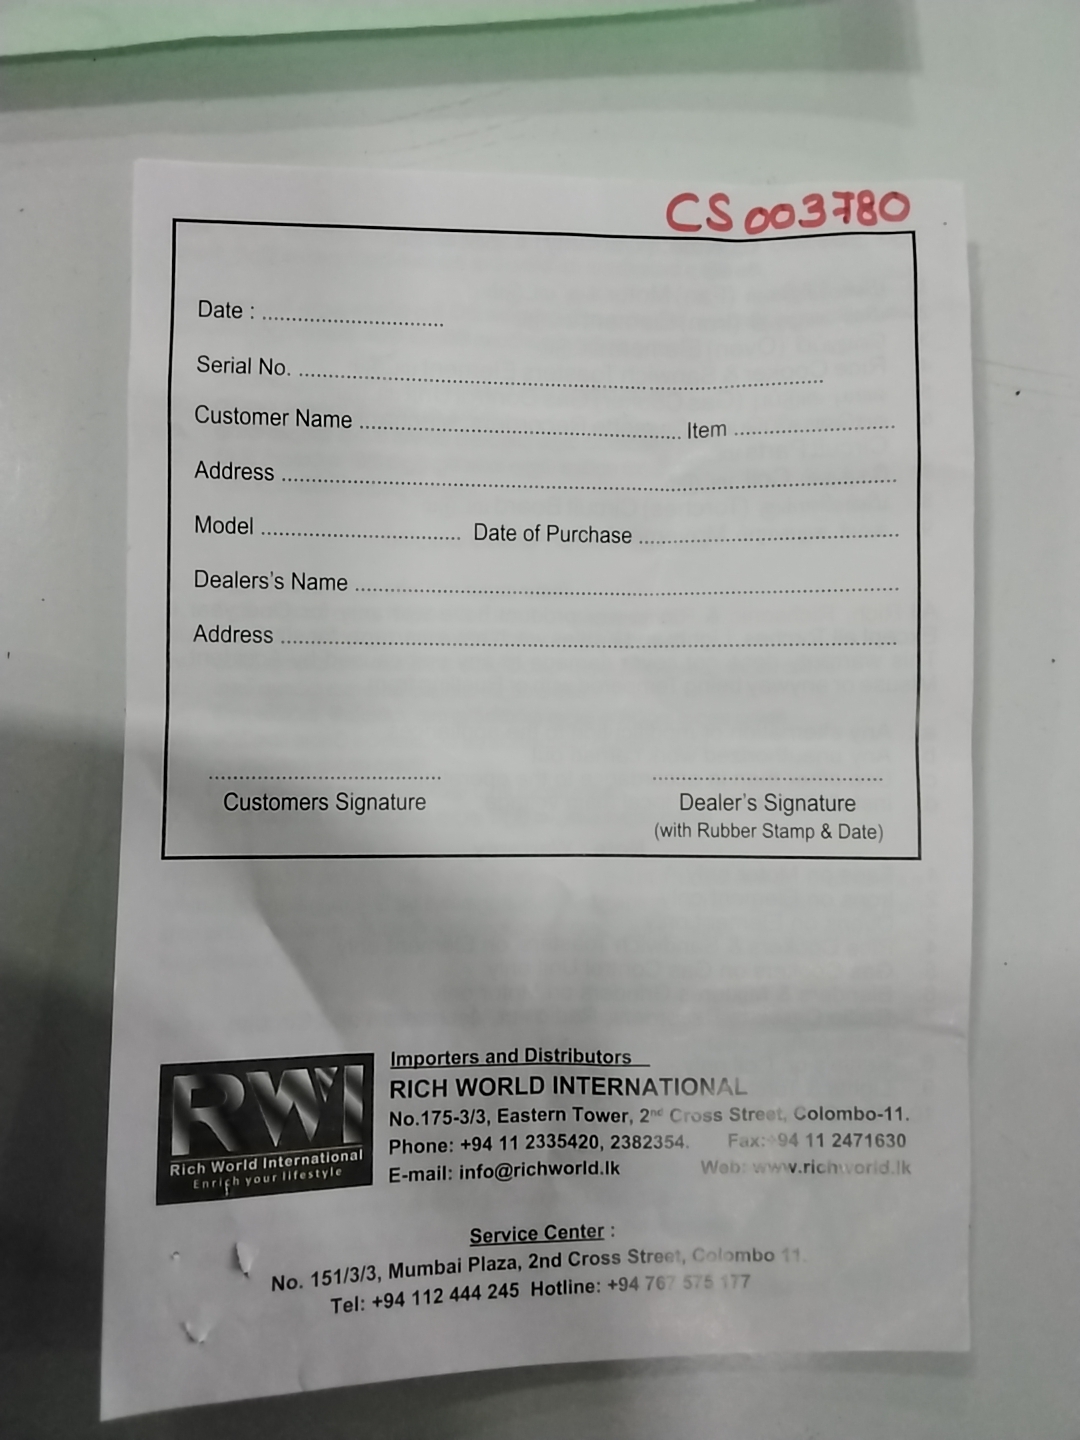 CS 003780
Date : ..............................
Serial No. ..........................................................................................
Customer Name ........................................................ Item ............................
Address ..............................................................................................................
Model ................................... Date of Purchase .............................................
Dealers's Name ................................................................................................
Address ..............................................................................................................
........................................ ........................................
Customers Signature Dealer's Signature
(with Rubber Stamp & Date)
RWI
Rich World International
Enrich your lifestyle
Importers and Distributors
RICH WORLD INTERNATIONAL
No.175-3/3, Eastern Tower, 2nd Cross Street, Colombo-11.
Phone: +94 11 2335420, 2382354. Fax: +94 11 2471630
E-mail: info@richworld.lk Web: www.richworld.lk
Service Center :
No. 151/3/3, Mumbai Plaza, 2nd Cross Street, Colombo 11.
Tel: +94 112 444 245 Hotline: +94 767 575 177